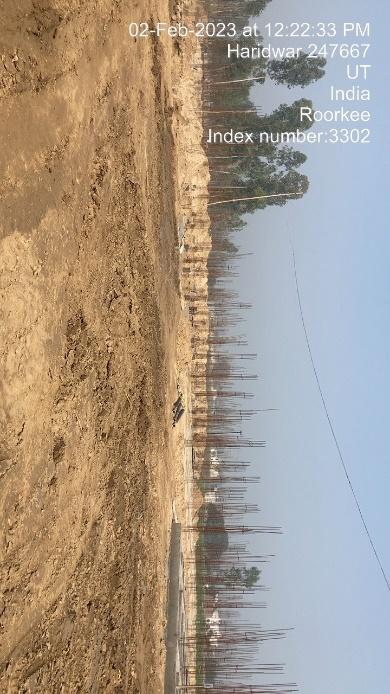 02-Feb-2023 at 12:22:33 PM
Haridwar 247667
UT
India
Roorkee
Index number:3302